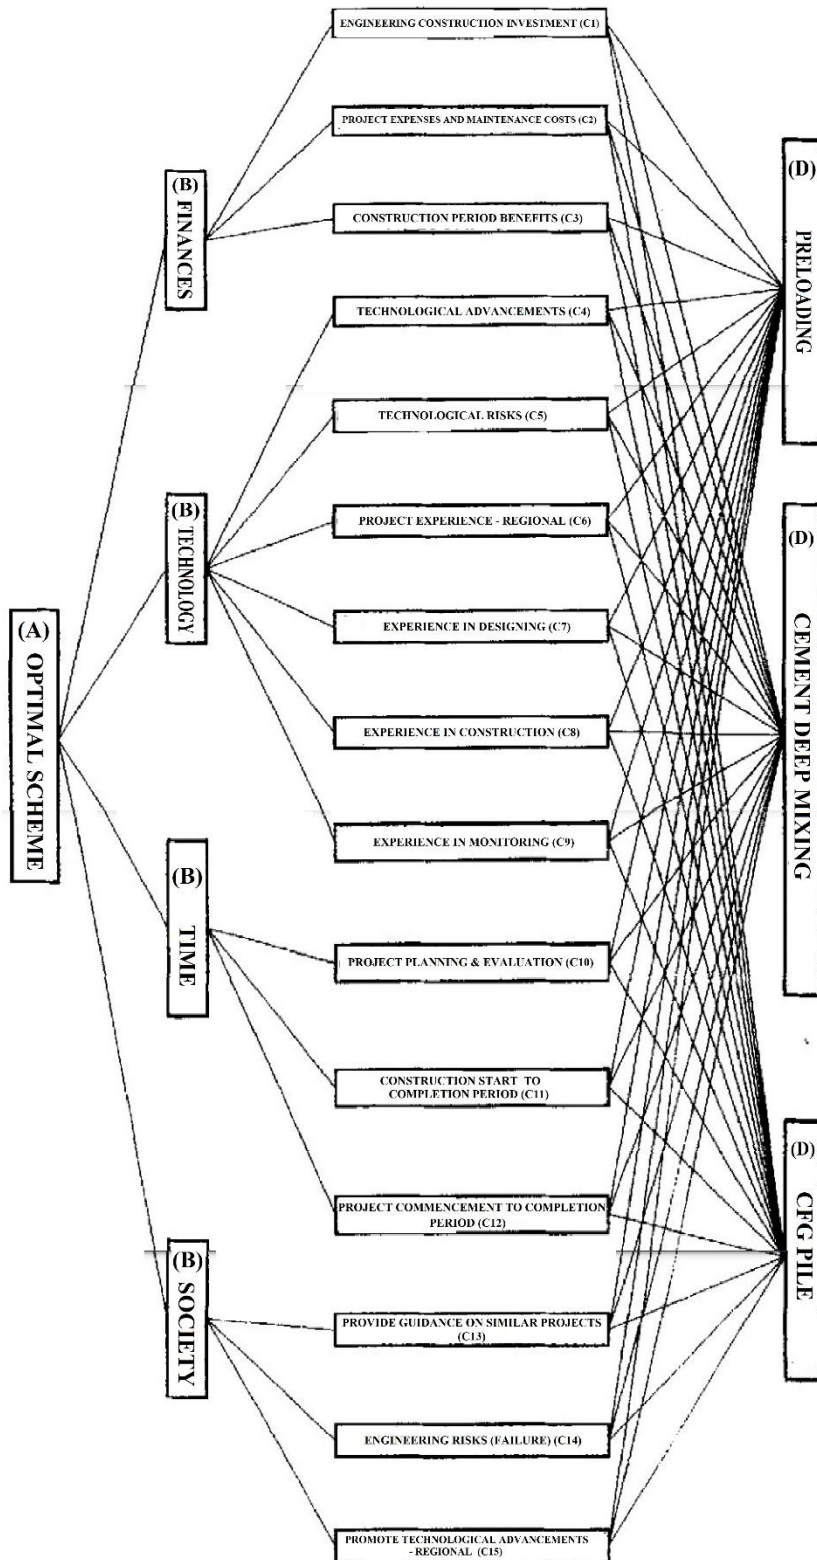 (A) OPTIMAL SCHEME
(B) FINANCES
(B) TECHNOLOGY
(B) TIME
(B) SOCIETY
ENGINEERING CONSTRUCTION INVESTMENT (C1)
PROJECT EXPENSES AND MAINTENANCE COSTS (C2)
CONSTRUCTION PERIOD BENEFITS (C3)
TECHNOLOGICAL ADVANCEMENTS (C4)
TECHNOLOGICAL RISKS (C5)
PROJECT EXPERIENCE - REGIONAL (C6)
EXPERIENCE IN DESIGNING (C7)
EXPERIENCE IN CONSTRUCTION (C8)
EXPERIENCE IN MONITORING (C9)
PROJECT PLANNING & EVALUATION (C10)
CONSTRUCTION START TO
COMPLETION PERIOD (C11)
PROJECT COMMENCEMENT TO COMPLETION
PERIOD (C12)
PROVIDE GUIDANCE ON SIMILAR PROJECTS
(C13)
ENGINEERING RISKS (FAILURE) (C14)
PROMOTE TECHNOLOGICAL ADVANCEMENTS
- REGIONAL (C15)
(D) PRELOADING
(D) CEMENT DEEP MIXING
(D) CFG PILE